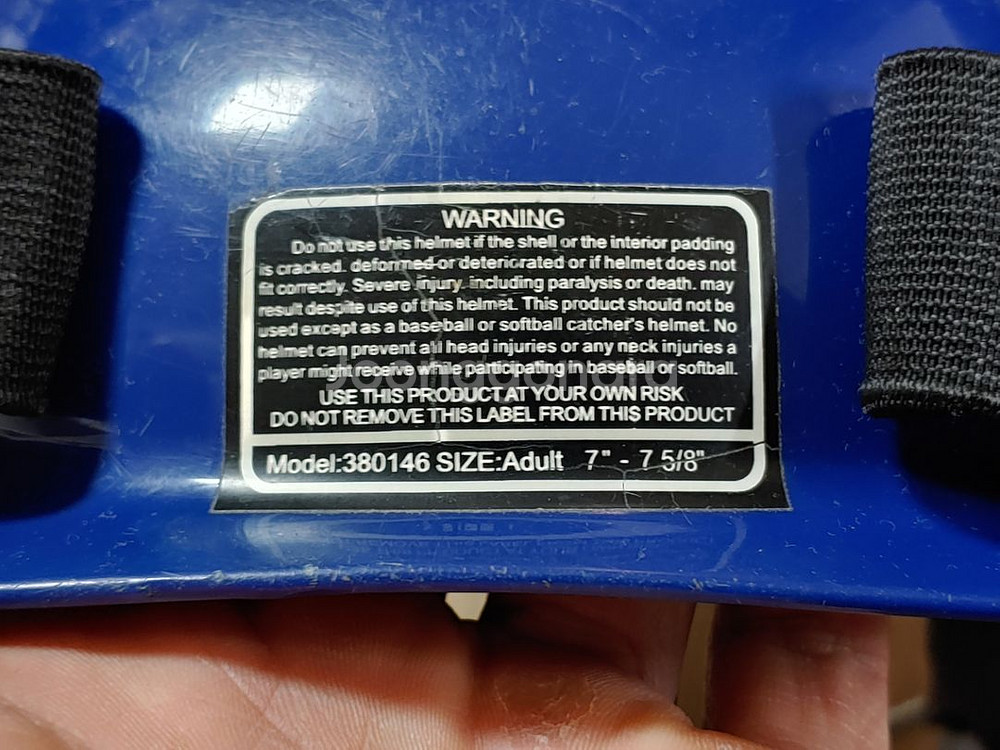 WARNING
Do not use this helmet if the shell or the interior padding
is cracked. deformed or deteriorated or if helmet does not
fit correctly. Severe injury, including paralysis or death. may
result despite use of this helmet. This product should not be
used except as a baseball or softball catcher's helmet. No
helmet can prevent all head injuries or any neck injuries a
player might receive while participating in baseball or softball.
USE THIS PRODUCT AT YOUR OWN RISK
DO NOT REMOVE THIS LABEL FROM THIS PRODUCT
Model:380146 SIZE:Adult 7" - 7 5/8"